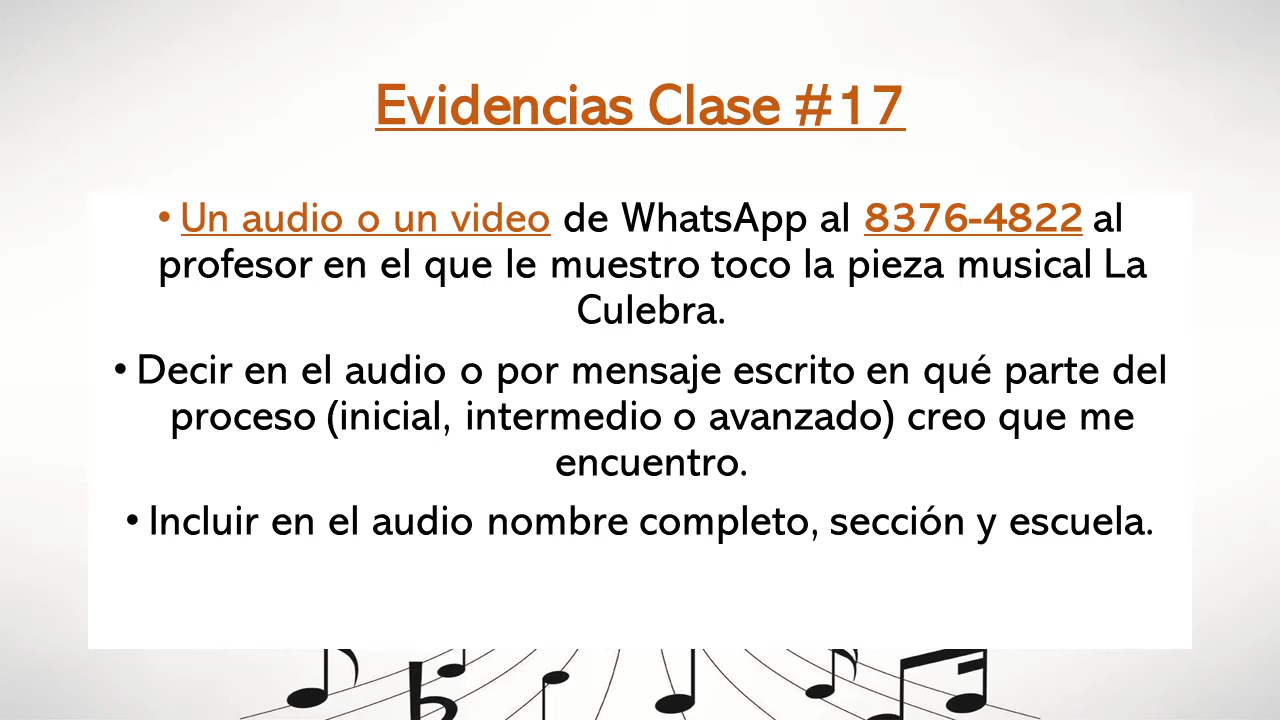 Evidencias Clase #17
• Un audio o un video de WhatsApp al 8376-4822 al
profesor en el que le muestro toco la pieza musical La
Culebra.
• Decir en el audio o por mensaje escrito en qué parte del
proceso (inicial, intermedio o avanzado) creo que me
encuentro.
• Incluir en el audio nombre completo, sección y escuela.